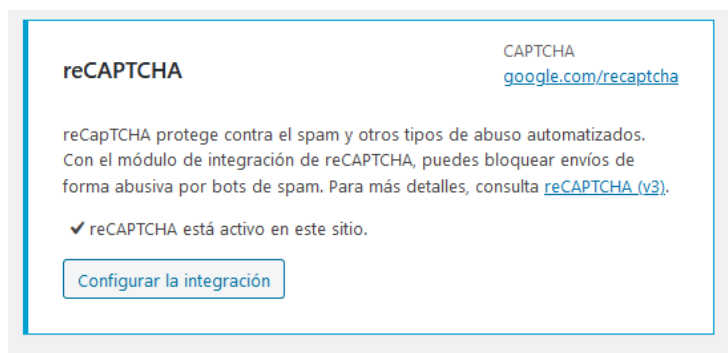 reCAPTCHA
CAPTCHA
google.com/recaptcha
reCapTCHA protege contra el spam y otros tipos de abuso automatizados.
Con el módulo de integración de reCAPTCHA, puedes bloquear envíos de
forma abusiva por bots de spam. Para más detalles, consulta reCAPTCHA (v3).
✔ reCAPTCHA está activo en este sitio.
Configurar la integración